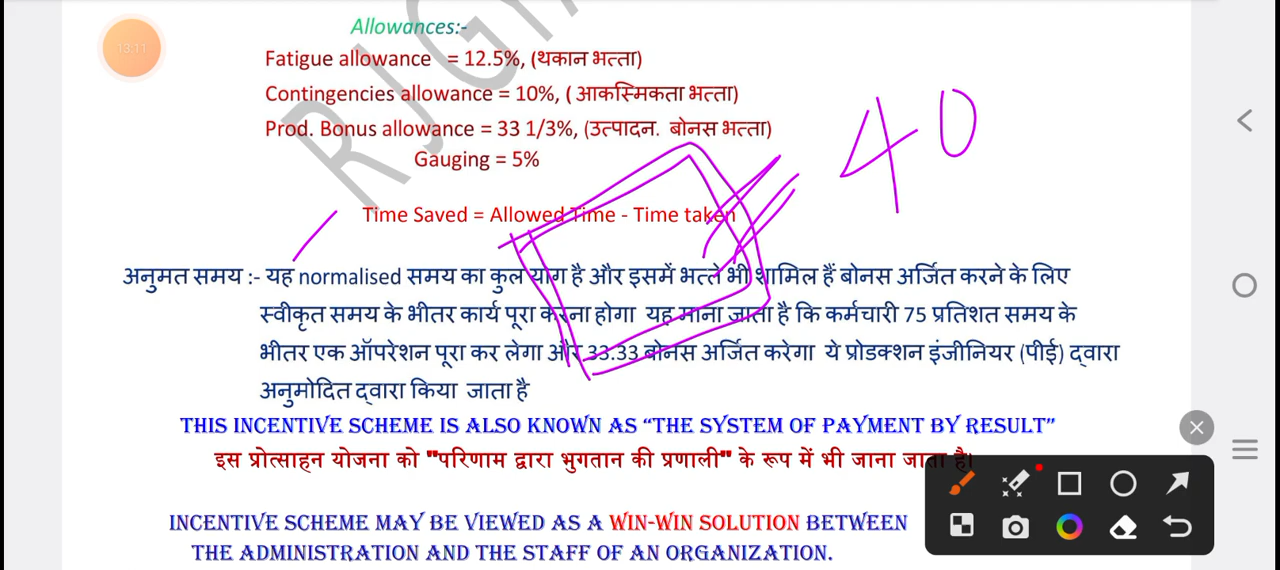 13:11
Allowances:-
Fatigue allowance = 12.5%, (थकान भत्ता)
Contingencies allowance = 10%, ( आकस्मिकता भत्ता)
Prod. Bonus allowance = 33 1/3%, (उत्पादन. बोनस भत्ता)
Gauging = 5%
40
Time Saved = Allowed Time - Time taken
अनुमत समय :- यह normalised समय का कुल योग है और इसमें भत्ते भी शामिल हैं बोनस अर्जित करने के लिए
स्वीकृत समय के भीतर कार्य पूरा करना होगा यह माना जाता है कि कर्मचारी 75 प्रतिशत समय के
भीतर एक ऑपरेशन पूरा कर लेगा और 33.33 बोनस अर्जित करेगा ये प्रोडक्शन इंजीनियर (पीई) द्वारा
अनुमोदित द्वारा किया जाता है
THIS INCENTIVE SCHEME IS ALSO KNOWN AS “THE SYSTEM OF PAYMENT BY RESULT”
इस प्रोत्साहन योजना को "परिणाम द्वारा भुगतान की प्रणाली" के रूप में भी जाना जाता है।
INCENTIVE SCHEME MAY BE VIEWED AS A WIN-WIN SOLUTION BETWEEN
THE ADMINISTRATION AND THE STAFF OF AN ORGANIZATION.